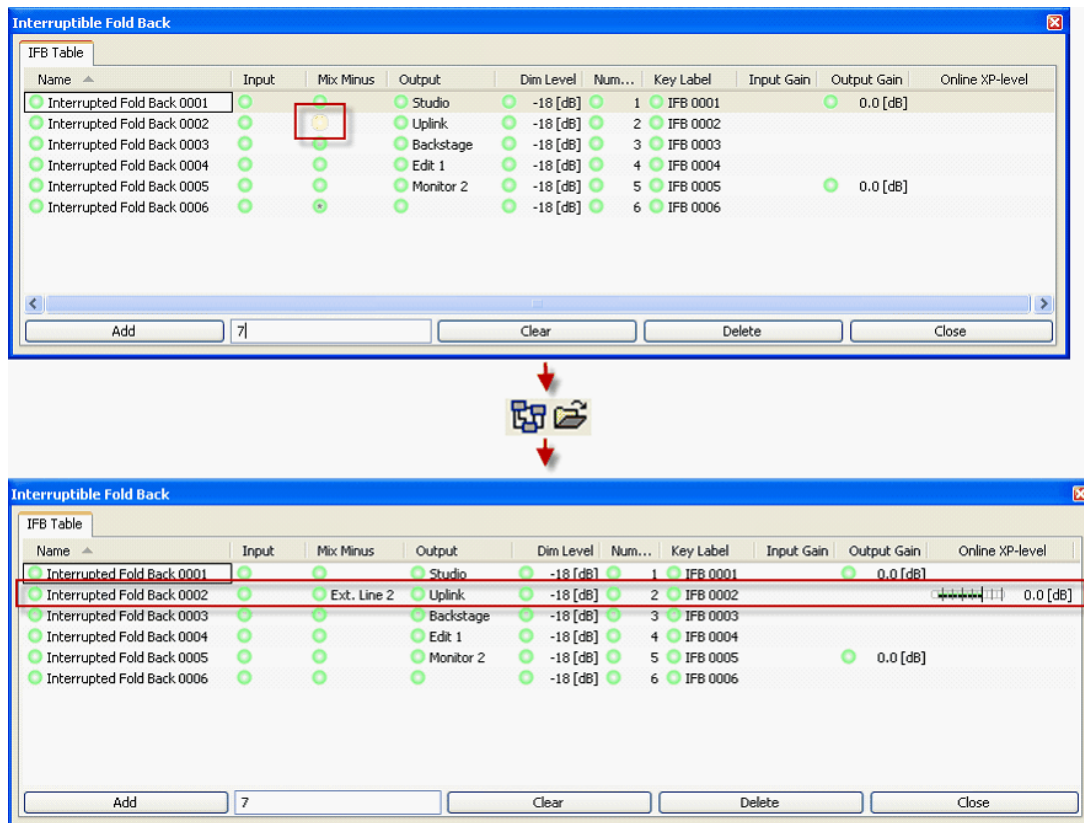 Interruptible Fold Back
IFB Table
Name Input Mix Minus Output Dim Level Num... Key Label Input Gain Output Gain Online XP-level
Interrupted Fold Back 0001 Studio -18 [dB] 1 IFB 0001 0.0 [dB]
Interrupted Fold Back 0002 Uplink -18 [dB] 2 IFB 0002
Interrupted Fold Back 0003 Backstage -18 [dB] 3 IFB 0003
Interrupted Fold Back 0004 Edit 1 -18 [dB] 4 IFB 0004
Interrupted Fold Back 0005 Monitor 2 -18 [dB] 5 IFB 0005 0.0 [dB]
Interrupted Fold Back 0006 -18 [dB] 6 IFB 0006
Add 7 Clear Delete Close
Interruptible Fold Back
IFB Table
Name Input Mix Minus Output Dim Level Num... Key Label Input Gain Output Gain Online XP-level
Interrupted Fold Back 0001 Studio -18 [dB] 1 IFB 0001 0.0 [dB]
Interrupted Fold Back 0002 Ext. Line 2 Uplink -18 [dB] 2 IFB 0002 0.0 [dB]
Interrupted Fold Back 0003 Backstage -18 [dB] 3 IFB 0003
Interrupted Fold Back 0004 Edit 1 -18 [dB] 4 IFB 0004
Interrupted Fold Back 0005 Monitor 2 -18 [dB] 5 IFB 0005 0.0 [dB]
Interrupted Fold Back 0006 -18 [dB] 6 IFB 0006
Add 7 Clear Delete Close